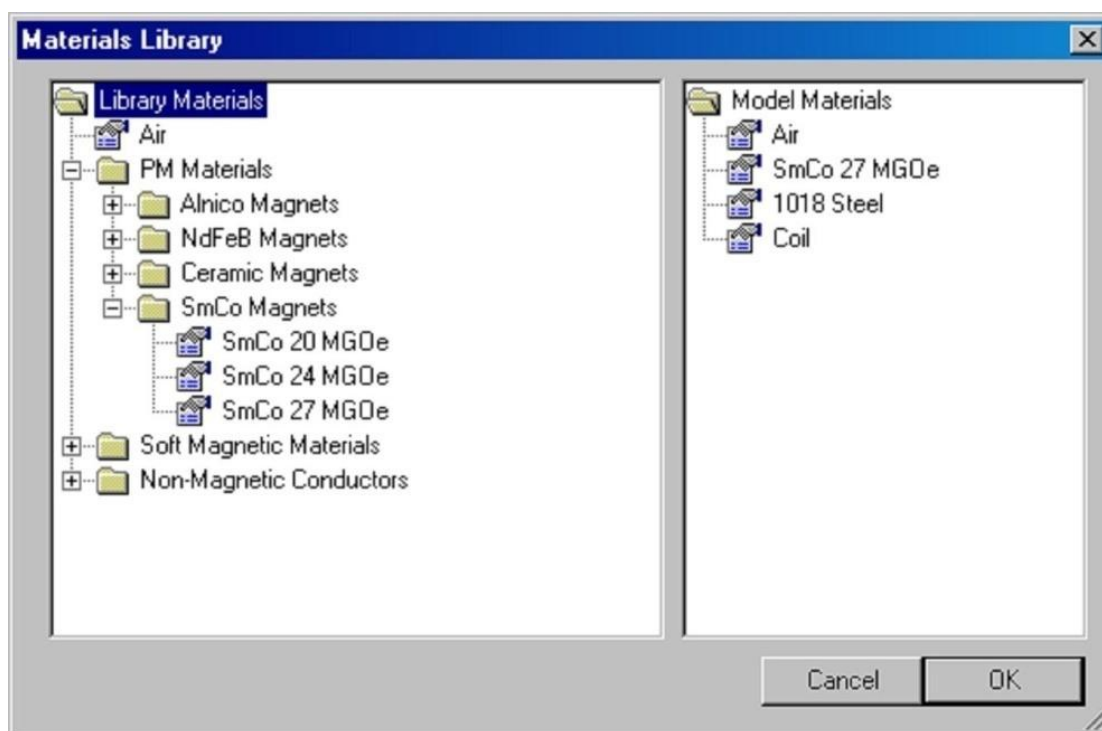 Materials Library
Library Materials
Air
PM Materials
Alnico Magnets
NdFeB Magnets
Ceramic Magnets
SmCo Magnets
SmCo 20 MGOe
SmCo 24 MGOe
SmCo 27 MGOe
Soft Magnetic Materials
Non-Magnetic Conductors
Model Materials
Air
SmCo 27 MGOe
1018 Steel
Coil
Cancel
OK